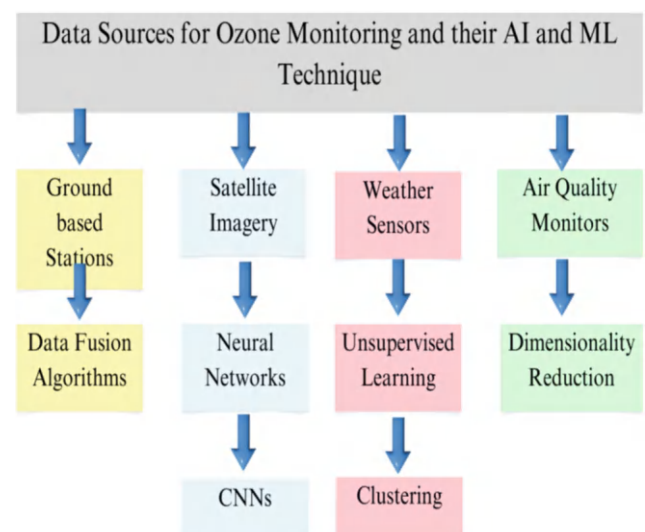 Data Sources for Ozone Monitoring and their AI and ML
Technique
Ground
based
Stations
Satellite
Imagery
Weather
Sensors
Air Quality
Monitors
Data Fusion
Algorithms
Neural
Networks
Unsupervised
Learning
Dimensionality
Reduction
CNNs
Clustering